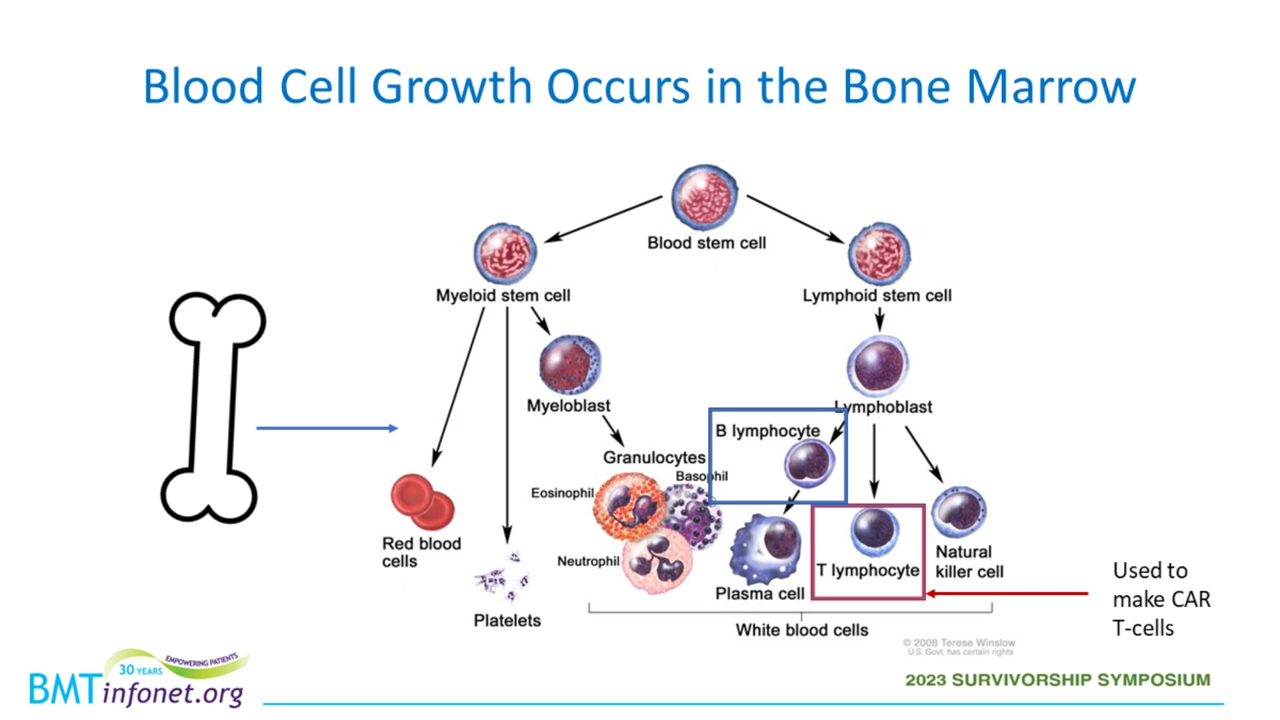 Blood Cell Growth Occurs in the Bone Marrow
Blood stem cell
Myeloid stem cell
Lymphoid stem cell
Myeloblast
Lymphoblast
B lymphocyte
Granulocytes
Basophil
Eosinophil
Neutrophil
Red blood
cells
Platelets
Plasma cell
T lymphocyte
Natural
killer cell
White blood cells
Used to
make CAR
T-cells
© 2008 Terese Winslow
U.S. Govt. has certain rights
30 YEARS
EMPOWERING PATIENTS
BMTinfonet.org
2023 SURVIVORSHIP SYMPOSIUM